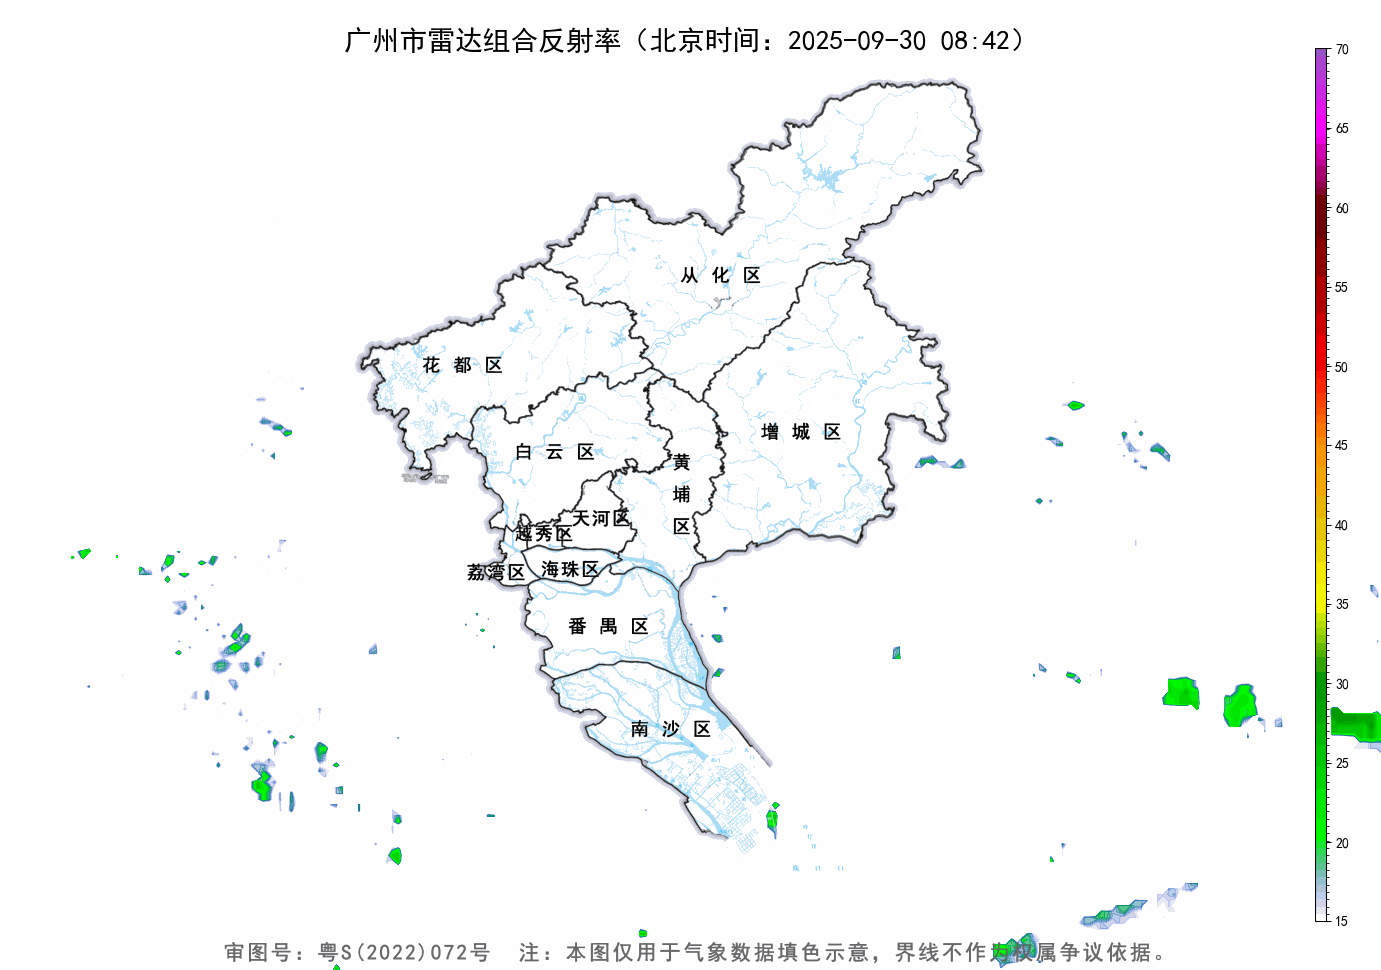 广州市雷达组合反射率（北京时间：2025-09-30 08:42）
70
65
60
55
50
45
40
35
30
25
20
15
从化区
花都区
增城区
白云区
黄埔区
天河区
越秀区
荔湾区
海珠区
番禺区
南沙区
审图号：粤S(2022)072号 注：本图仅用于气象数据填色示意，界线不作为权属争议依据。